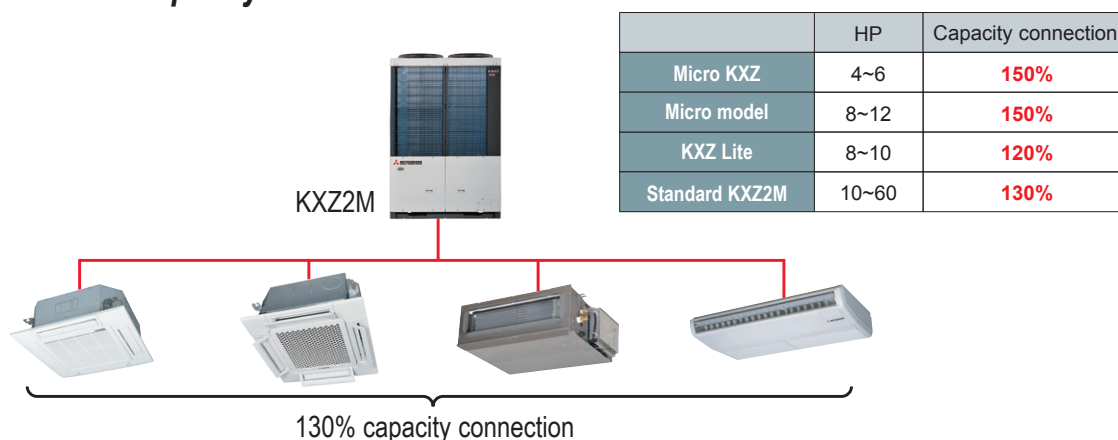 HP Capacity connection
Micro KXZ 4~6 150%
Micro model 8~12 150%
KXZ Lite 8~10 120%
Standard KXZ2M 10~60 130%
KXZ2M
130% capacity connection